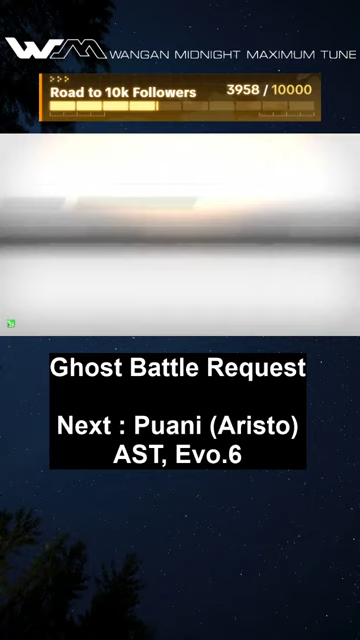 WM WANGAN MIDNIGHT MAXIMUM TUNE
Road to 10k Followers 3958 / 10000
Ghost Battle Request
Next : Puani (Aristo)
AST, Evo.6